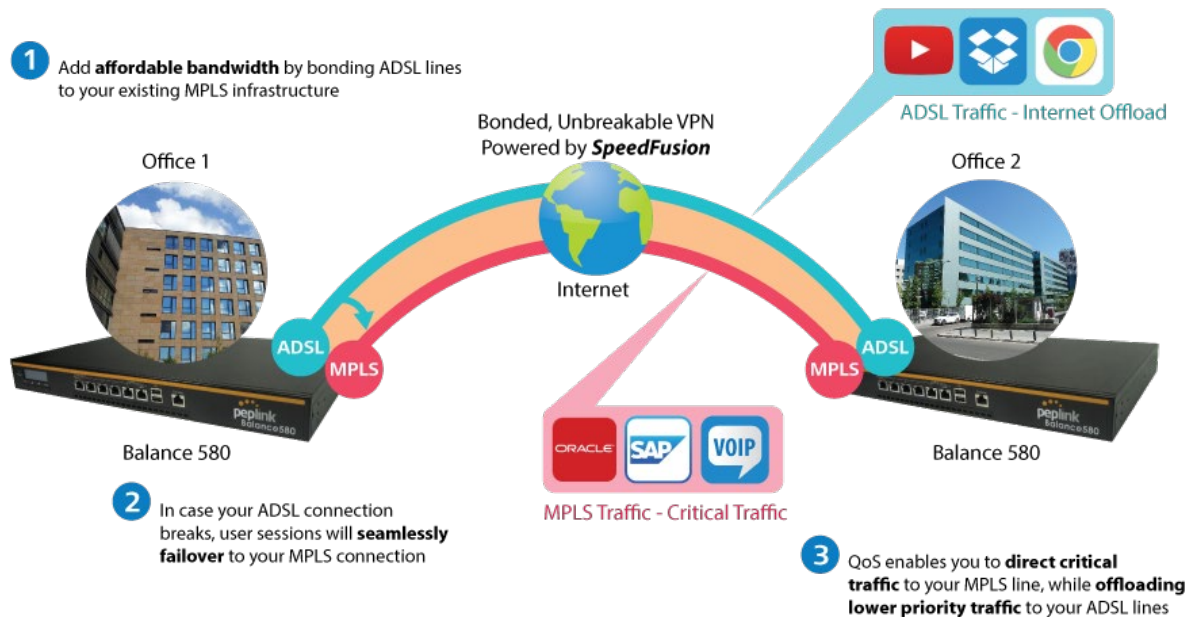 1
Add affordable bandwidth by bonding ADSL lines
to your existing MPLS infrastructure
ADSL Traffic - Internet Offload
Bonded, Unbreakable VPN
Powered by SpeedFusion
Office 1
Office 2
Internet
ADSL
MPLS
MPLS
ADSL
peplink
Balance580
peplink
Balance580
Balance 580
Balance 580
ORACLE
SAP
VOIP
MPLS Traffic - Critical Traffic
2
In case your ADSL connection
breaks, user sessions will seamlessly
failover to your MPLS connection
3
QoS enables you to direct critical
traffic to your MPLS line, while offloading
lower priority traffic to your ADSL lines